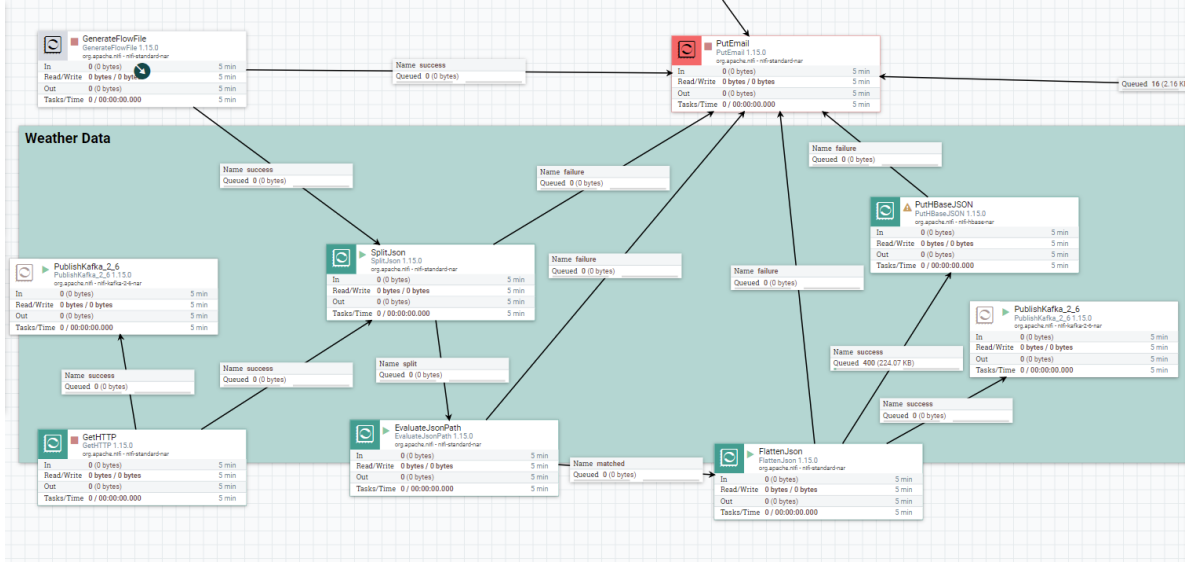 GenerateFlowFile
GenerateFlowFile 1.15.0
org.apache.nifi - nifi-standard-nar
In 0 (0 bytes) 5 min
Read/Write 0 bytes / 0 bytes 5 min
Out 0 (0 bytes) 5 min
Tasks/Time 0 / 00:00:00.000 5 min
Name success
Queued 0 (0 bytes)
PutEmail
PutEmail 1.15.0
org.apache.nifi - nifi-standard-nar
In 0 (0 bytes) 5 min
Read/Write 0 bytes / 0 bytes 5 min
Out 0 (0 bytes) 5 min
Tasks/Time 0 / 00:00:00.000 5 min
Queued 16 (2.16 K
Weather Data
Name success
Queued 0 (0 bytes)
Name failure
Queued 0 (0 bytes)
Name failure
Queued 0 (0 bytes)
PutHBaseJSON
PutHBaseJSON 1.15.0
org.apache.nifi - nifi-hbase-nar
In 0 (0 bytes) 5 min
Read/Write 0 bytes / 0 bytes 5 min
Out 0 (0 bytes) 5 min
Tasks/Time 0 / 00:00:00.000 5 min
SplitJson
SplitJson 1.15.0
org.apache.nifi - nifi-standard-nar
In 0 (0 bytes) 5 min
Read/Write 0 bytes / 0 bytes 5 min
Out 0 (0 bytes) 5 min
Tasks/Time 0 / 00:00:00.000 5 min
Name failure
Queued 0 (0 bytes)
Name failure
Queued 0 (0 bytes)
PublishKafka_2_6
PublishKafka_2_6 1.15.0
org.apache.nifi - nifi-kafka-2-6-nar
In 0 (0 bytes) 5 min
Read/Write 0 bytes / 0 bytes 5 min
Out 0 (0 bytes) 5 min
Tasks/Time 0 / 00:00:00.000 5 min
PublishKafka_2_6
PublishKafka_2_6 1.15.0
org.apache.nifi - nifi-kafka-2-6-nar
In 0 (0 bytes) 5 min
Read/Write 0 bytes / 0 bytes 5 min
Out 0 (0 bytes) 5 min
Tasks/Time 0 / 00:00:00.000 5 min
Name success
Queued 0 (0 bytes)
Name success
Queued 0 (0 bytes)
Name split
Queued 0 (0 bytes)
Name success
Queued 400 (224.07 KB)
Name success
Queued 0 (0 bytes)
GetHTTP
GetHTTP 1.15.0
org.apache.nifi - nifi-standard-nar
In 0 (0 bytes) 5 min
Read/Write 0 bytes / 0 bytes 5 min
Out 0 (0 bytes) 5 min
Tasks/Time 0 / 00:00:00.000 5 min
EvaluateJsonPath
EvaluateJsonPath 1.15.0
org.apache.nifi - nifi-standard-nar
In 0 (0 bytes) 5 min
Read/Write 0 bytes / 0 bytes 5 min
Out 0 (0 bytes) 5 min
Tasks/Time 0 / 00:00:00.000 5 min
Name matched
Queued 0 (0 bytes)
FlattenJson
FlattenJson 1.15.0
org.apache.nifi - nifi-standard-nar
In 0 (0 bytes) 5 min
Read/Write 0 bytes / 0 bytes 5 min
Out 0 (0 bytes) 5 min
Tasks/Time 0 / 00:00:00.000 5 min